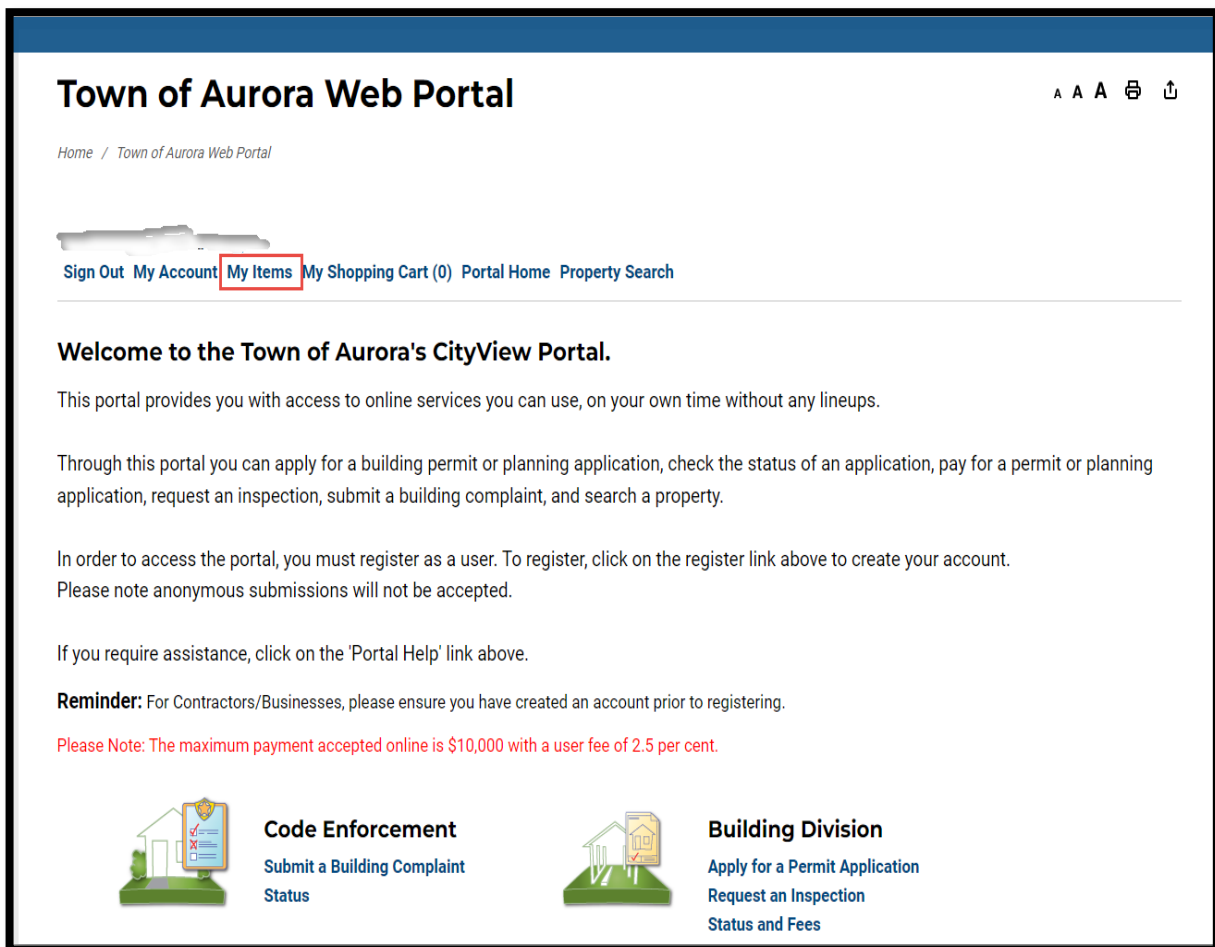 Town of Aurora Web Portal
A A A
Home / Town of Aurora Web Portal
Sign Out My Account My Items My Shopping Cart (0) Portal Home Property Search
Welcome to the Town of Aurora's CityView Portal.
This portal provides you with access to online services you can use, on your own time without any lineups.
Through this portal you can apply for a building permit or planning application, check the status of an application, pay for a permit or planning
application, request an inspection, submit a building complaint, and search a property.
In order to access the portal, you must register as a user. To register, click on the register link above to create your account.
Please note anonymous submissions will not be accepted.
If you require assistance, click on the 'Portal Help' link above.
Reminder: For Contractors/Businesses, please ensure you have created an account prior to registering.
Please Note: The maximum payment accepted online is $10,000 with a user fee of 2.5 per cent.
Code Enforcement
Submit a Building Complaint
Status
Building Division
Apply for a Permit Application
Request an Inspection
Status and Fees